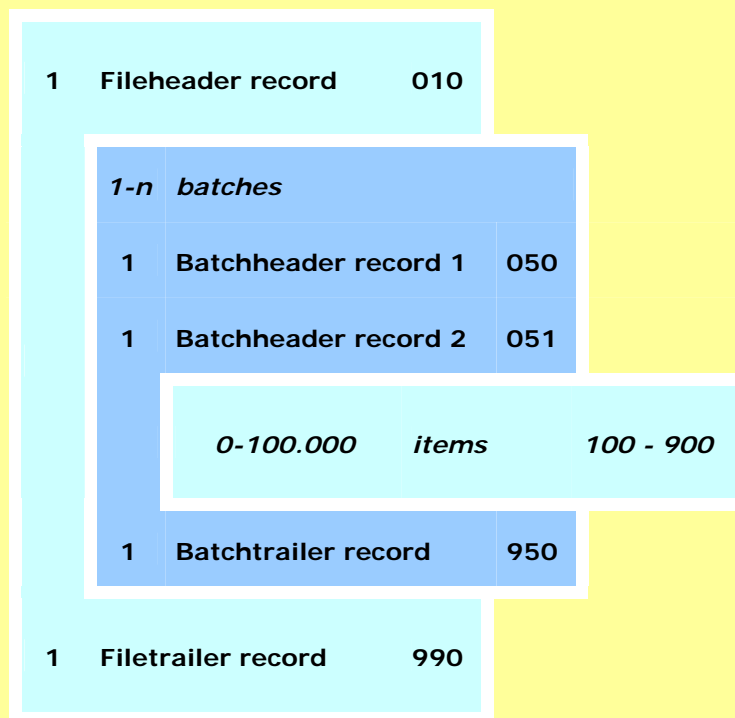 1 Fileheader record 010
1-n batches
1 Batchheader record 1 050
1 Batchheader record 2 051
0-100.000 items 100 - 900
1 Batchtrailer record 950
1 Filetrailer record 990